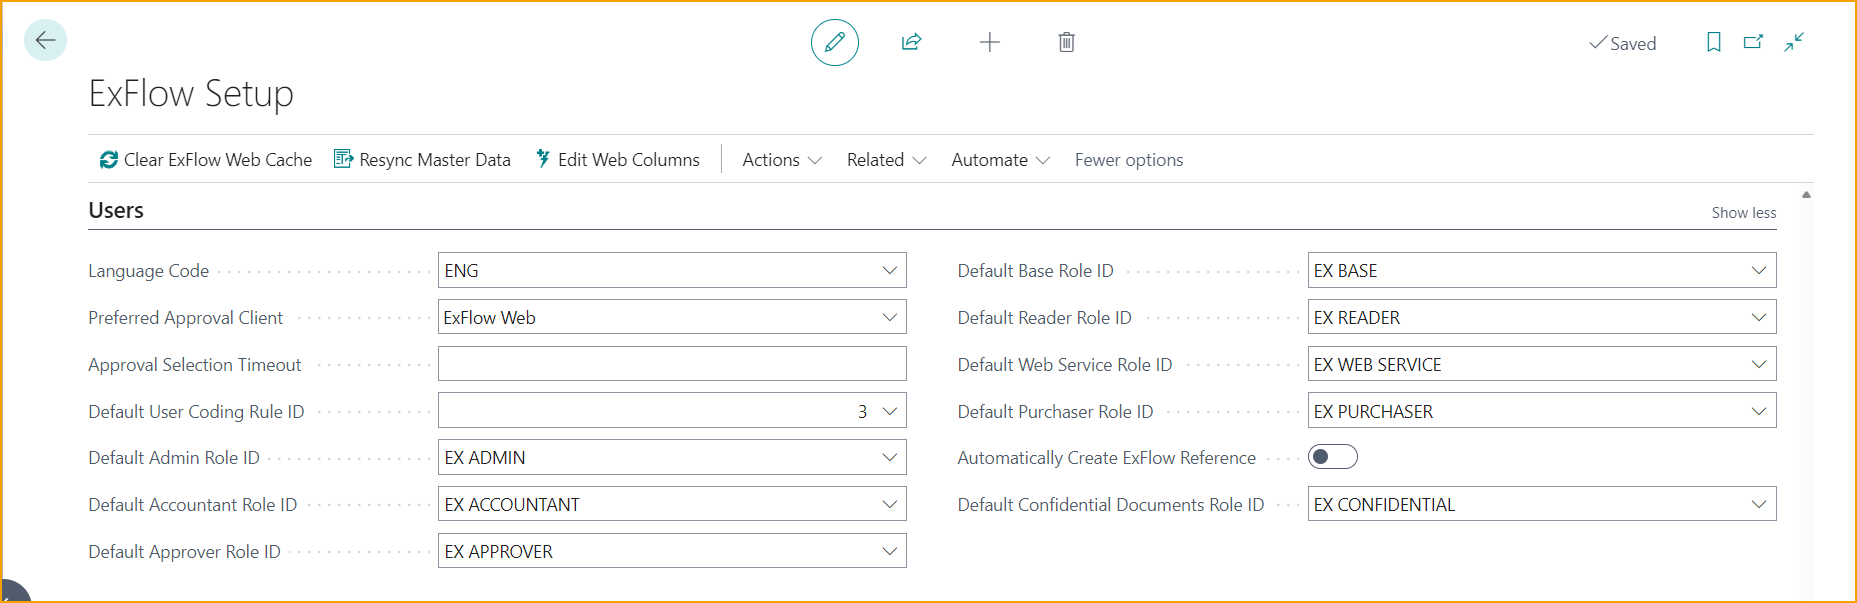 Saved
ExFlow Setup
Clear ExFlow Web Cache Resync Master Data Edit Web Columns Actions Related Automate Fewer options
Users Show less
Language Code ENG
Preferred Approval Client ExFlow Web
Approval Selection Timeout
Default User Coding Rule ID 3
Default Admin Role ID EX ADMIN
Default Accountant Role ID EX ACCOUNTANT
Default Approver Role ID EX APPROVER
Default Base Role ID EX BASE
Default Reader Role ID EX READER
Default Web Service Role ID EX WEB SERVICE
Default Purchaser Role ID EX PURCHASER
Automatically Create ExFlow Reference
Default Confidential Documents Role ID EX CONFIDENTIAL